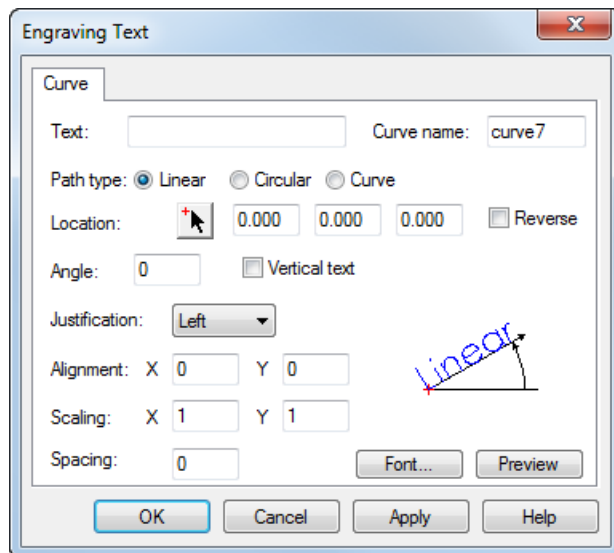 Engraving Text
Curve
Text: Curve name: curve7
Path type: Linear Circular Curve
Location: 0.000 0.000 0.000 Reverse
Angle: 0 Vertical text
Justification: Left
Linear
Alignment: X 0 Y 0
Scaling: X 1 Y 1
Spacing: 0 Font... Preview
OK Cancel Apply Help